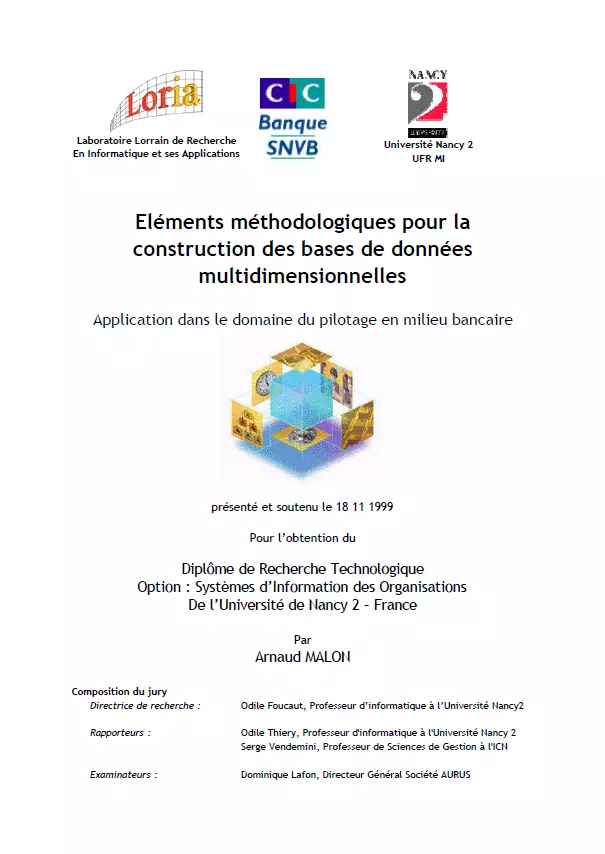 Loria
Laboratoire Lorrain de Recherche
En Informatique et ses Applications
CIC
Banque
SNVB
NANCY
2
UNIVERSITÉ
Université Nancy 2
UFR MI
Eléments méthodologiques pour la
construction des bases de données
multidimensionnelles
Application dans le domaine du pilotage en milieu bancaire
présenté et soutenu le 18 11 1999
Pour l’obtention du
Diplôme de Recherche Technologique
Option : Systèmes d’Information des Organisations
De l’Université de Nancy 2 – France
Par
Arnaud MALON
Composition du jury
Directrice de recherche : Odile Foucaut, Professeur d’informatique à l’Université Nancy2
Rapporteurs : Odile Thiery, Professeur d'informatique à l'Université Nancy 2
Serge Vendemini, Professeur de Sciences de Gestion à l'ICN
Examinateurs : Dominique Lafon, Directeur Général Société AURUS